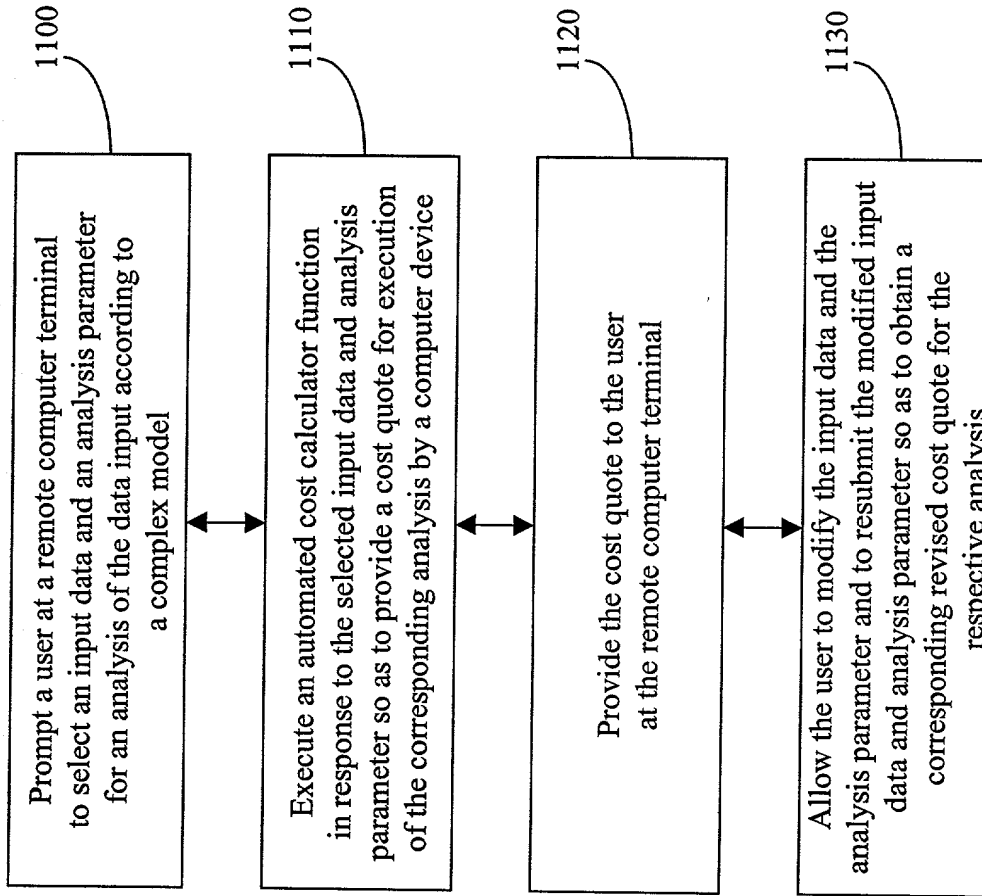 1100
Prompt a user at a remote computer terminal
to select an input data and an analysis parameter
for an analysis of the data input according to
a complex model
1110
Execute an automated cost calculator function
in response to the selected input data and analysis
parameter so as to provide a cost quote for execution
of the corresponding analysis by a computer device
1120
Provide the cost quote to the user
at the remote computer terminal
1130
Allow the user to modify the input data and the
analysis parameter and to resubmit the modified input
data and analysis parameter so as to obtain a
corresponding revised cost quote for the
respective analysis